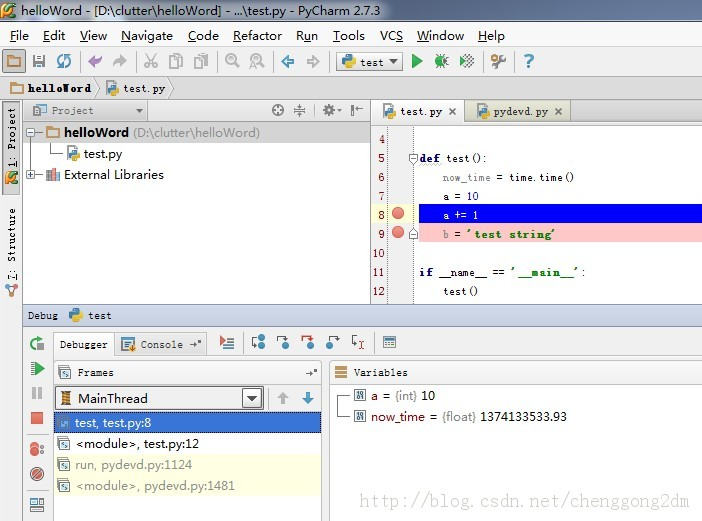 helloWord - [D:\clutter\helloWord] - ...\test.py - PyCharm 2.7.3
File Edit View Navigate Code Refactor Run Tools VCS Window Help
test
helloWord test.py
1: Project
7: Structure
Project
helloWord (D:\clutter\helloWord)
test.py
External Libraries
test.py pydevd.py
4
5 def test():
6 now_time = time.time()
7 a = 10
8 a += 1
9 b = 'test string'
10
11 if __name__ == '__main__':
12 test()
Debug test
Debugger Console
Frames
MainThread
test, test.py:8
<module>, test.py:12
run, pydevd.py:1124
<module>, pydevd.py:1481
Variables
a = {int} 10
now_time = {float} 1374133533.93
http://blog.csdn.net/chenggong2dm